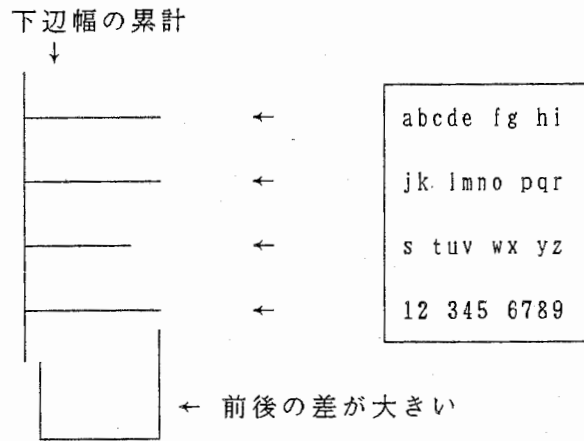 下辺幅の累計
↓
← abcde fg hi
← jk lmno pqr
← s tuv wx yz
← 12 345 6789
← 前後の差が大きい